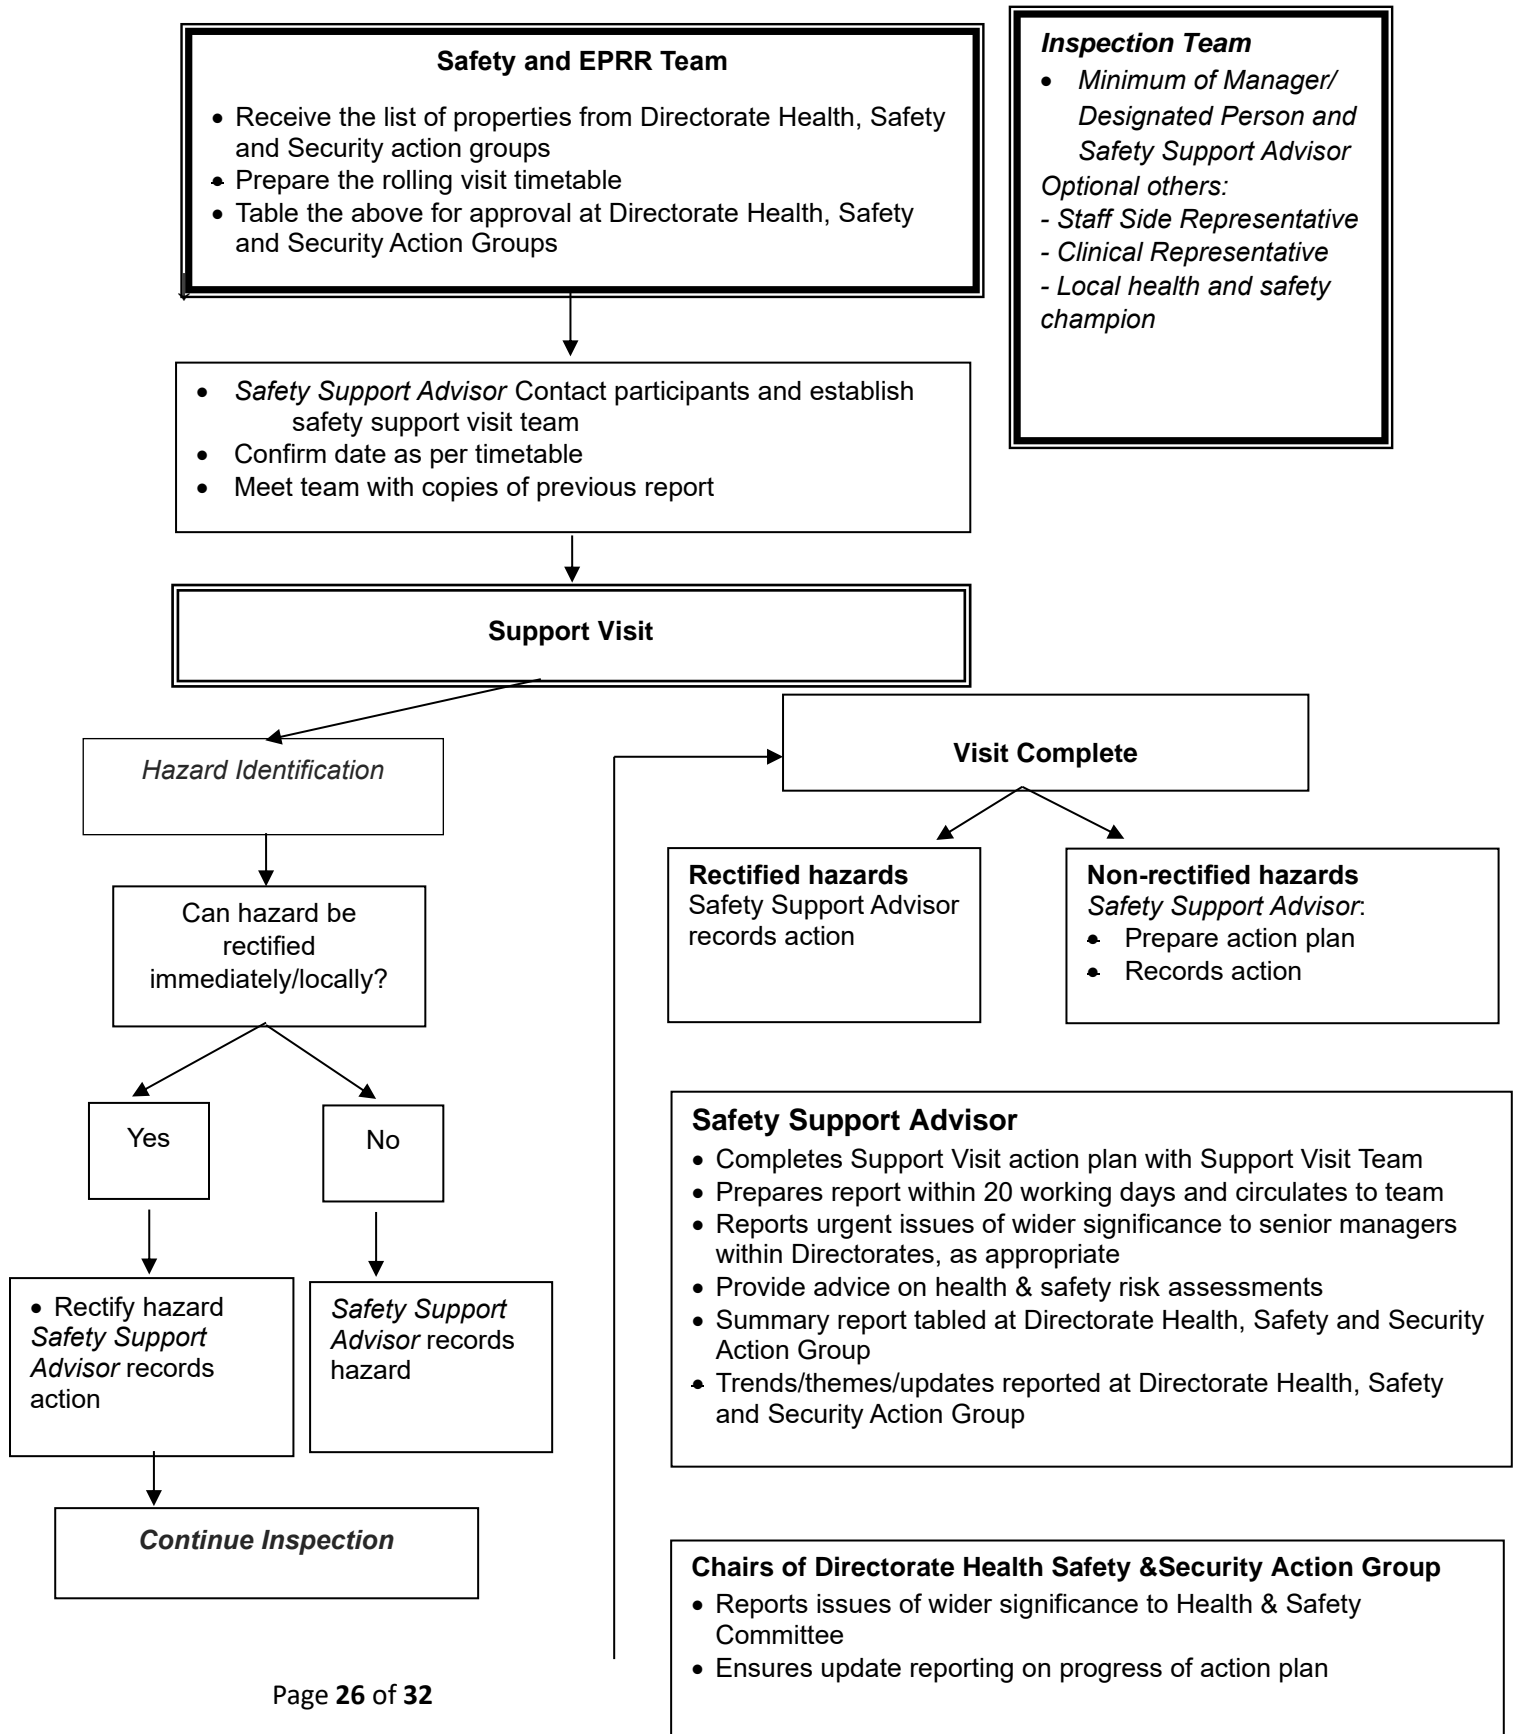 Safety and EPRR Team
• Receive the list of properties from Directorate Health, Safety
and Security action groups
• Prepare the rolling visit timetable
• Table the above for approval at Directorate Health, Safety
and Security Action Groups
Inspection Team
• Minimum of Manager/
Designated Person and
Safety Support Advisor
Optional others:
- Staff Side Representative
- Clinical Representative
- Local health and safety
champion
• Safety Support Advisor Contact participants and establish
safety support visit team
• Confirm date as per timetable
• Meet team with copies of previous report
Support Visit
Hazard Identification
Can hazard be
rectified
immediately/locally?
Yes
No
• Rectify hazard
Safety Support
Advisor records
action
Safety Support
Advisor records
hazard
Continue Inspection
Visit Complete
Rectified hazards
Safety Support Advisor
records action
Non-rectified hazards
Safety Support Advisor:
• Prepare action plan
• Records action
Safety Support Advisor
• Completes Support Visit action plan with Support Visit Team
• Prepares report within 20 working days and circulates to team
• Reports urgent issues of wider significance to senior managers
within Directorates, as appropriate
• Provide advice on health & safety risk assessments
• Summary report tabled at Directorate Health, Safety and Security
Action Group
• Trends/themes/updates reported at Directorate Health, Safety
and Security Action Group
Chairs of Directorate Health Safety &Security Action Group
• Reports issues of wider significance to Health & Safety
Committee
• Ensures update reporting on progress of action plan
Page 26 of 32